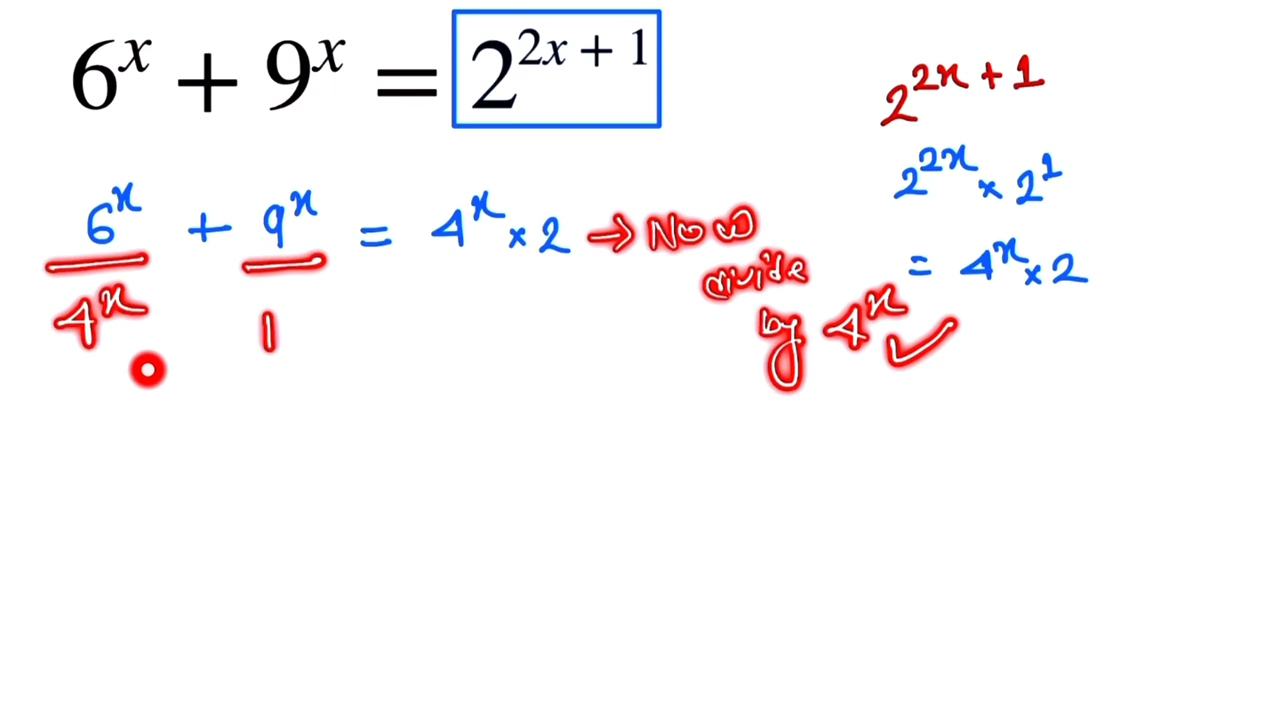 6^x + 9^x = 2^{2x + 1}
2^{2x + 1}
2^{2x} × 2^1
= 4^x × 2
6^x/4^x + 9^x/1 = 4^x × 2 → Now
divide
by 4^x ✓